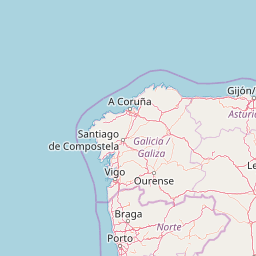 Gijón/
A Coruña
Asturi
Santiago
de Compostela
Galicia /
Galiza
Le
Vigo
Ourense
Braga
Norte
Porto